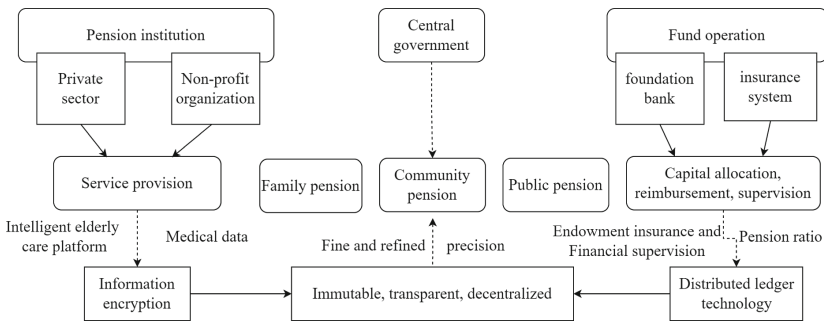 Pension institution
Central
government
Fund operation
Private
sector
Non-profit
organization
foundation
bank
insurance
system
Service provision
Family pension
Community
pension
Public pension
Capital allocation,
reimbursement, supervision
Intelligent elderly
care platform
Medical data
Fine and refined precision
Endowment insurance and
Financial supervision
Pension ratio
Information
encryption
Immutable, transparent, decentralized
Distributed ledger
technology